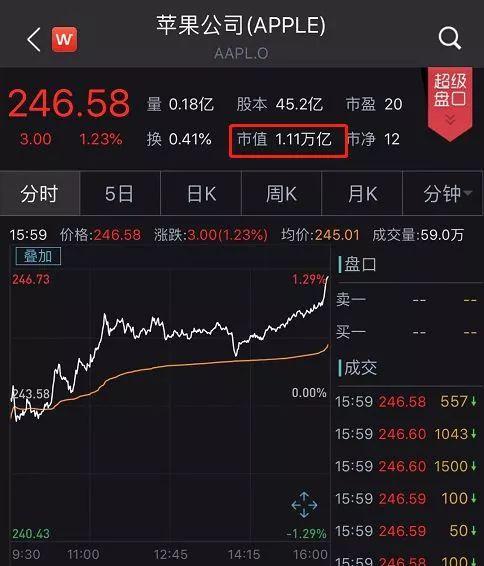 苹果公司(APPLE)
W
AAPL.O
246.58 量 0.18亿 股本 45.2亿 市盈 20
3.00 1.23% 换 0.41% 市值 1.11万亿 市净 12
超级
盘口
分时 5日 日K 周K 月K 分钟
15:59 价格:246.58 涨跌:3.00(1.23%) 均价:245.01 成交量:59.0万
叠加
246.73 1.29%
243.58 0.00%
240.43 -1.29%
9:30 11:00 12:45 14:15 16:00
盘口
卖一 -- --
买一 -- --
成交
15:59 246.58 557↓
15:59 246.60 1043↓
15:59 246.60 1500↓
15:59 246.59 100↓
15:59 246.59 50↓
15:59 246.58 100↓